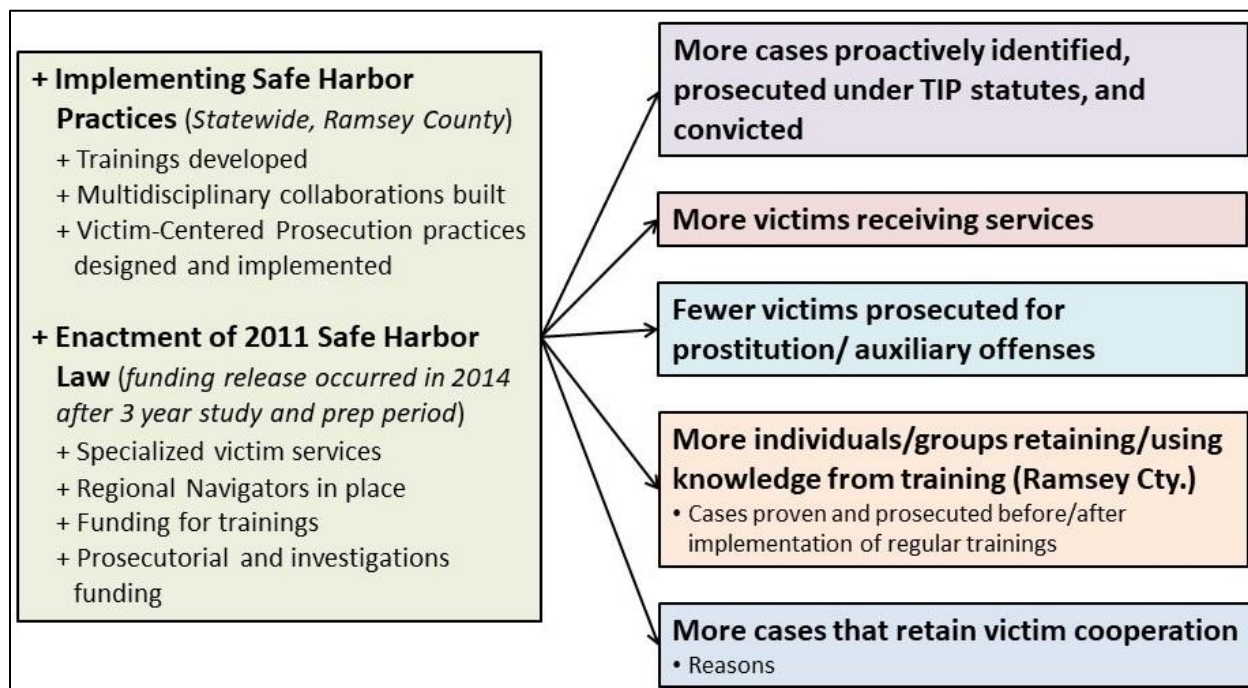 + Implementing Safe Harbor
Practices (Statewide, Ramsey County)
+ Trainings developed
+ Multidisciplinary collaborations built
+ Victim-Centered Prosecution practices
designed and implemented
+ Enactment of 2011 Safe Harbor
Law (funding release occurred in 2014
after 3 year study and prep period)
+ Specialized victim services
+ Regional Navigators in place
+ Funding for trainings
+ Prosecutorial and investigations
funding
More cases proactively identified,
prosecuted under TIP statutes, and
convicted
More victims receiving services
Fewer victims prosecuted for
prostitution/ auxiliary offenses
More individuals/groups retaining/using
knowledge from training (Ramsey Cty.)
• Cases proven and prosecuted before/after
implementation of regular trainings
More cases that retain victim cooperation
• Reasons